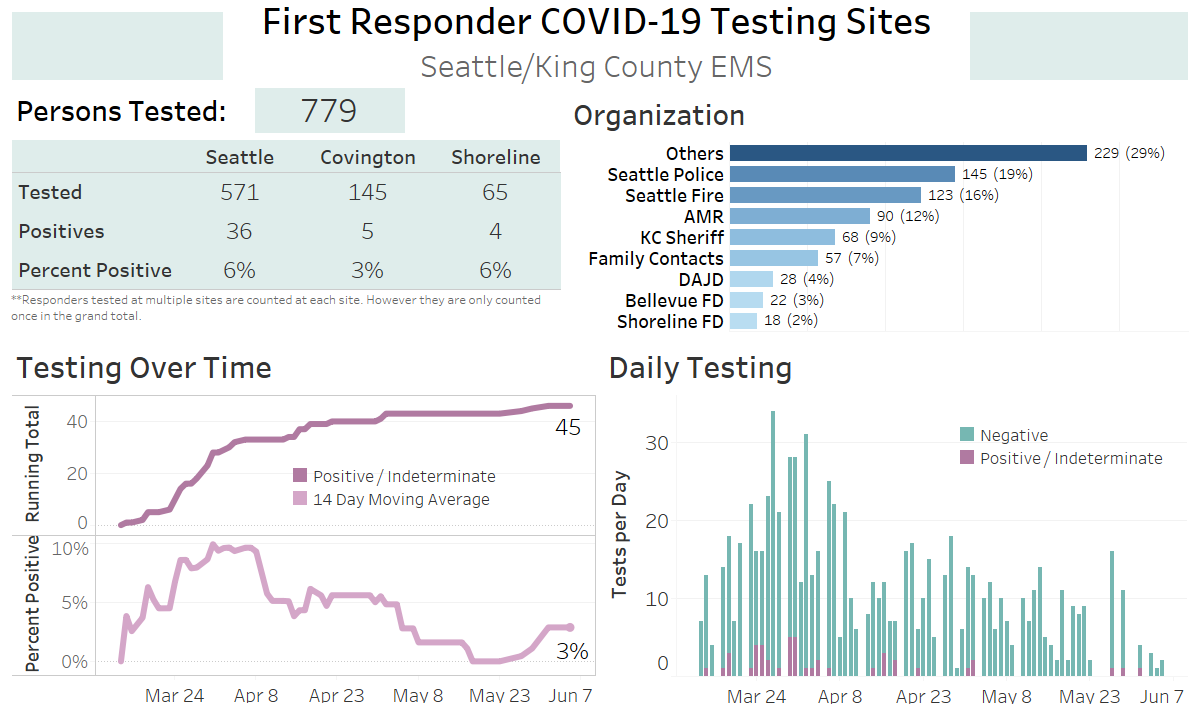 First Responder COVID-19 Testing Sites
Seattle/King County EMS
Persons Tested: 779
Seattle Covington Shoreline
Tested 571 145 65
Positives 36 5 4
Percent Positive 6% 3% 6%
**Responders tested at multiple sites are counted at each site. However they are only counted
once in the grand total.
Organization
Others 229 (29%)
Seattle Police 145 (19%)
Seattle Fire 123 (16%)
AMR 90 (12%)
KC Sheriff 68 (9%)
Family Contacts 57 (7%)
DAJD 28 (4%)
Bellevue FD 22 (3%)
Shoreline FD 18 (2%)
Testing Over Time
Running Total
40
20
0
45
Positive / Indeterminate
14 Day Moving Average
Percent Positive
10%
5%
0%
3%
Mar 24 Apr 8 Apr 23 May 8 May 23 Jun 7
Daily Testing
Tests per Day
30
20
10
0
Negative
Positive / Indeterminate
Mar 24 Apr 8 Apr 23 May 8 May 23 Jun 7